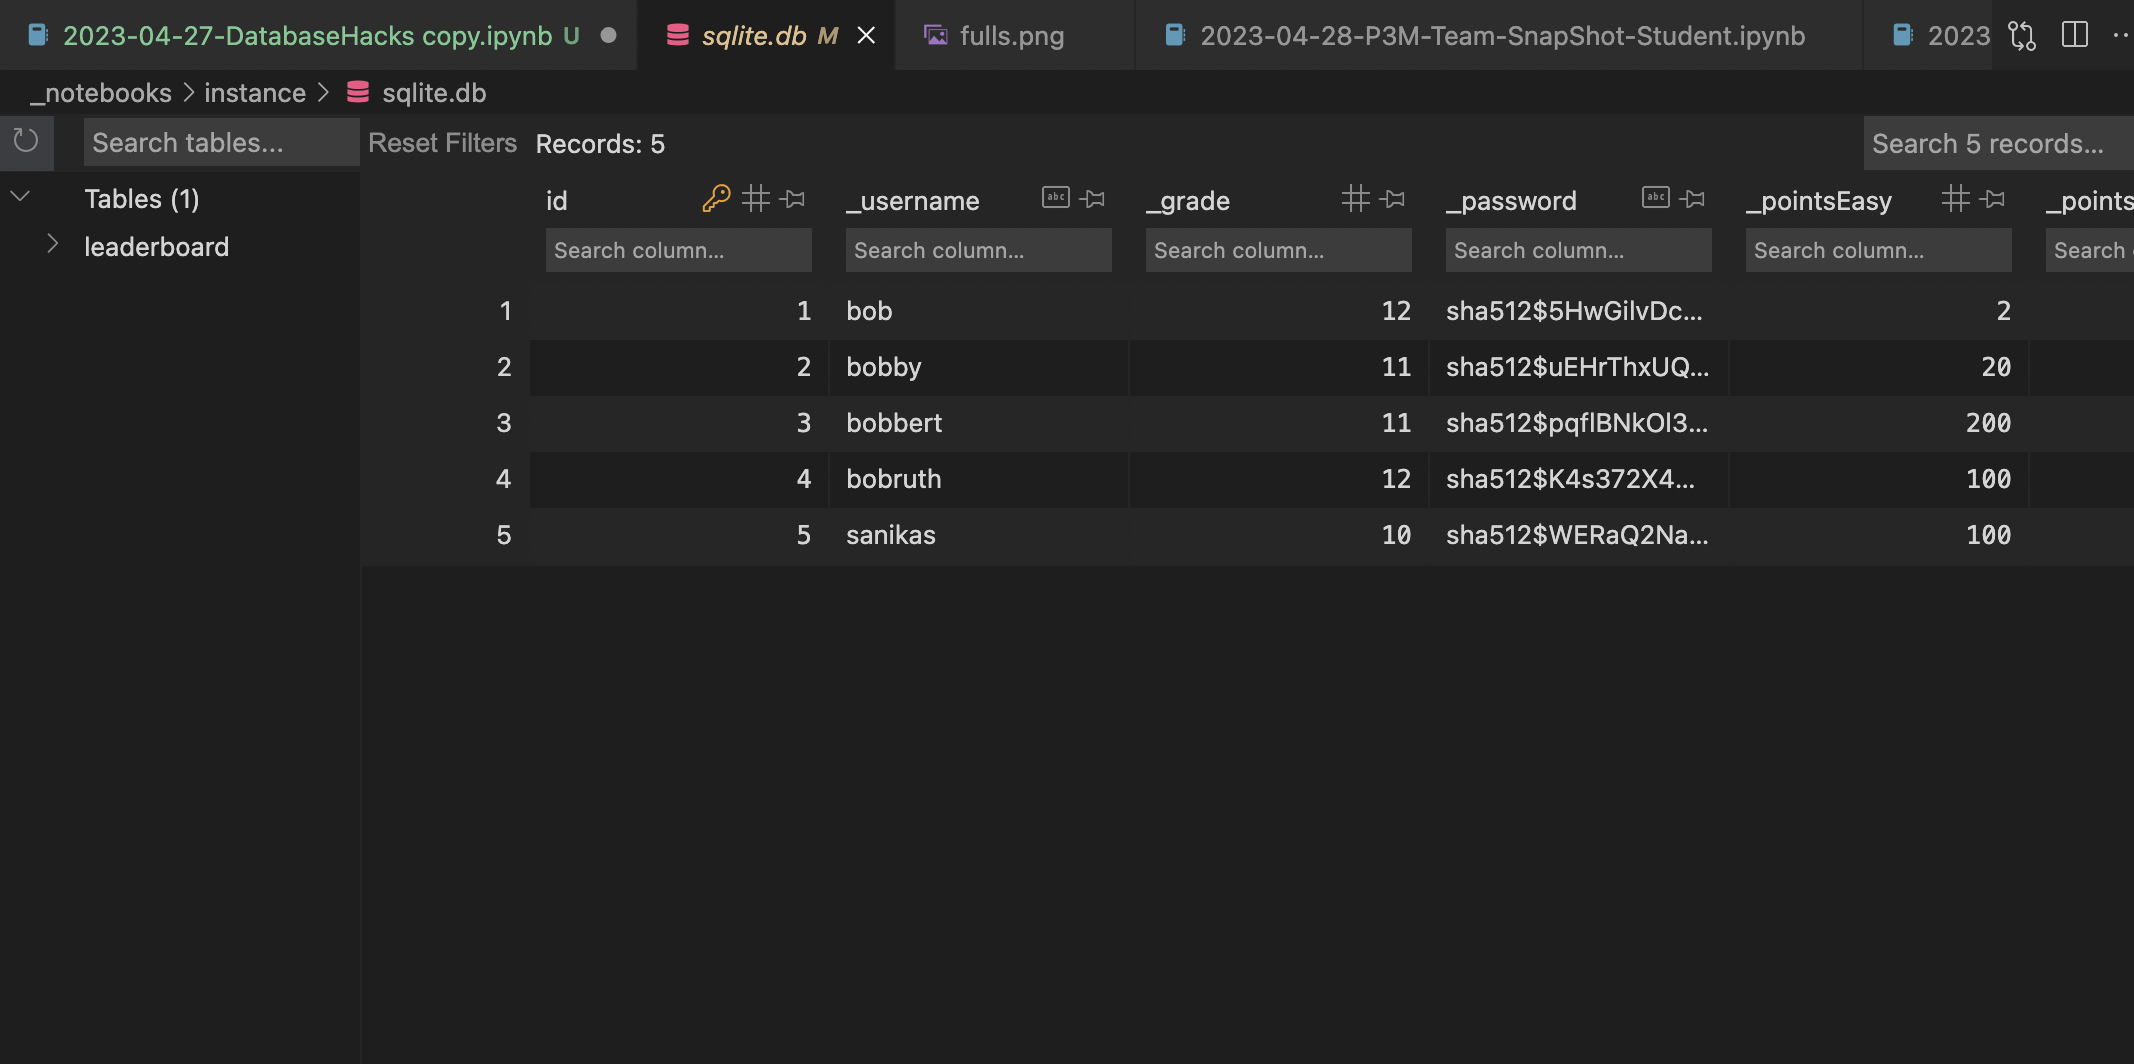 2023-04-27-DatabaseHacks copy.ipynb U sqlite.db M fulls.png 2023-04-28-P3M-Team-SnapShot-Student.ipynb 2023
_notebooks > instance > sqlite.db
Search tables... Reset Filters Records: 5 Search 5 records...
Tables (1) id _username abc _grade _password abc _pointsEasy _points
leaderboard Search column... Search column... Search column... Search column... Search column... Search
1 1 bob 12 sha512$5HwGilvDc... 2
2 2 bobby 11 sha512$uEHrThxUQ... 20
3 3 bobbert 11 sha512$pqflBNkOl3... 200
4 4 bobruth 12 sha512$K4s372X4... 100
5 5 sanikas 10 sha512$WERaQ2Na... 100